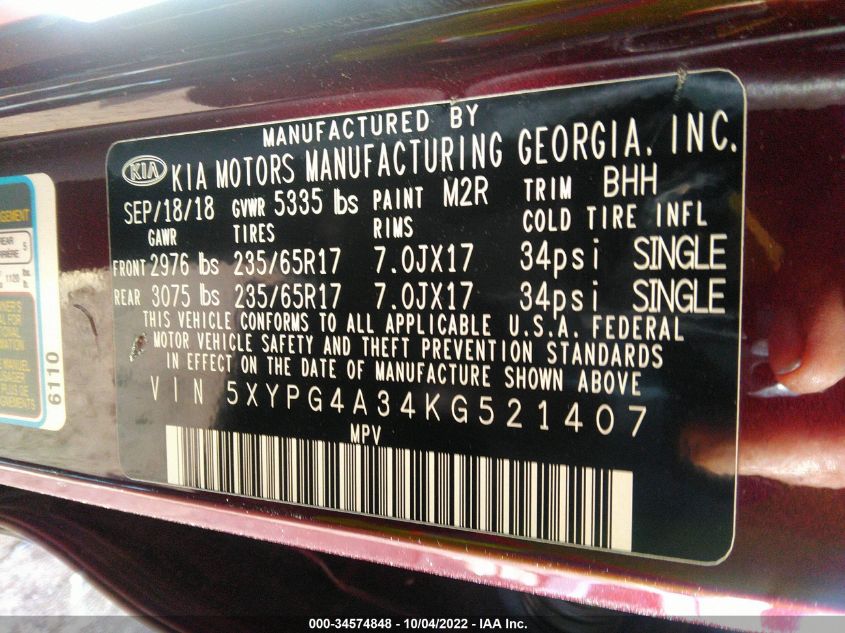 MANUFACTURED BY
KIA KIA MOTORS MANUFACTURING GEORGIA, INC.
SEP/18/18 GVWR 5335 lbs PAINT M2R TRIM BHH
GAWR TIRES RIMS COLD TIRE INFL
FRONT 2976 lbs 235/65R17 7.0JX17 34psi SINGLE
REAR 3075 lbs 235/65R17 7.0JX17 34psi SINGLE
THIS VEHICLE CONFORMS TO ALL APPLICABLE U.S.A. FEDERAL
MOTOR VEHICLE SAFETY AND THEFT PREVENTION STANDARDS
IN EFFECT ON THE DATE OF MANUFACTURE SHOWN ABOVE
VIN 5XYPG4A34KG521407
MPV
REAR
5
6110
000-34574848 - 10/04/2022 - IAA Inc.